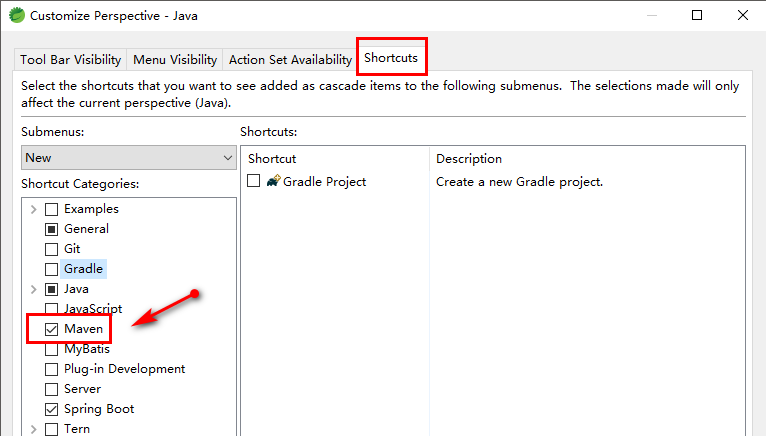 Customize Perspective - Java
Tool Bar Visibility
Menu Visibility
Action Set Availability
Shortcuts
Select the shortcuts that you want to see added as cascade items to the following submenus.  The selections made will only
affect the current perspective (Java).
Submenus:
New
Shortcut Categories:
Examples
General
Git
Gradle
Java
JavaScript
Maven
MyBatis
Plug-in Development
Server
Spring Boot
Tern
Shortcuts:
Shortcut
Description
Gradle Project
Create a new Gradle project.